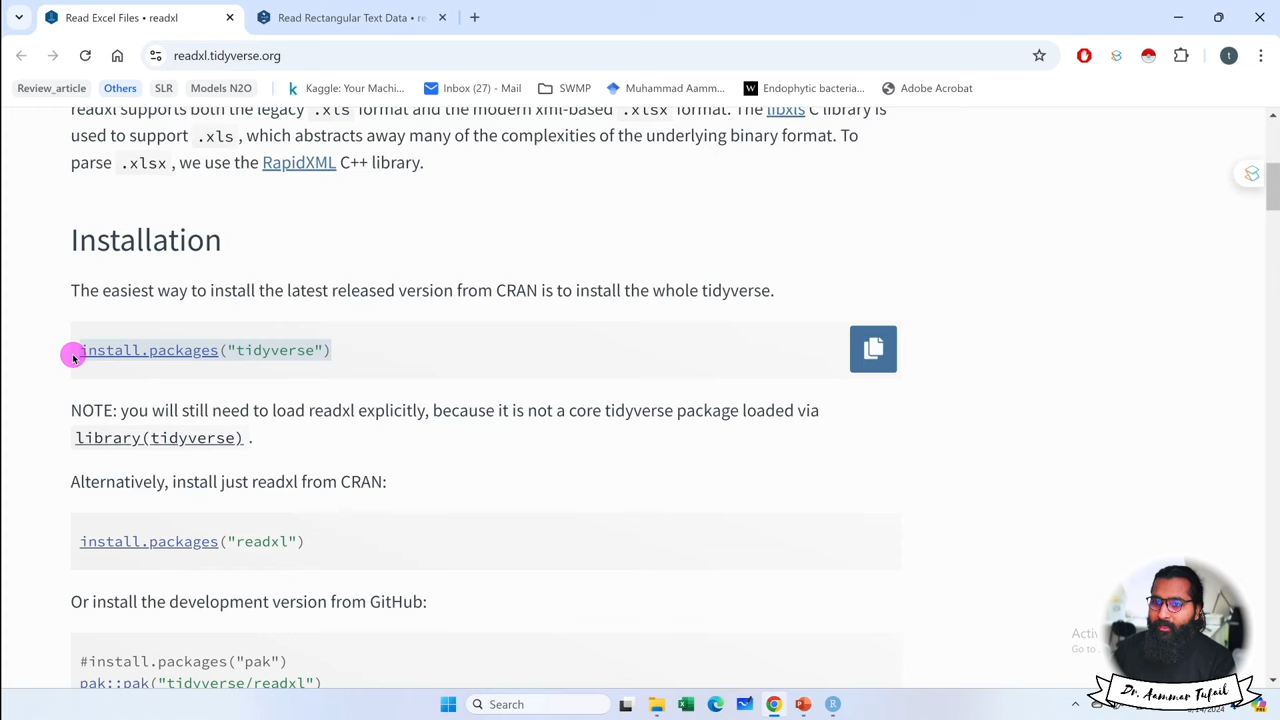 Read Excel Files • readxl
Read Rectangular Text Data • re
readxl.tidyverse.org
t
Review_article
Others
SLR
Models N2O
Kaggle: Your Machi...
Inbox (27) - Mail
SWMP
Muhammad Aamm...
Endophytic bacteria...
Adobe Acrobat
readxl supports both the legacy .xls format and the modern xml-based .xlsx format. The libxls C library is
used to support .xls, which abstracts away many of the complexities of the underlying binary format. To
parse .xlsx, we use the RapidXML C++ library.
Installation
The easiest way to install the latest released version from CRAN is to install the whole tidyverse.
install.packages("tidyverse")
NOTE: you will still need to load readxl explicitly, because it is not a core tidyverse package loaded via
library(tidyverse).
Alternatively, install just readxl from CRAN:
install.packages("readxl")
Or install the development version from GitHub:
#install.packages("pak")
pak::pak("tidyverse/readxl")
Go to
Search
Dr. Aammar Tufail